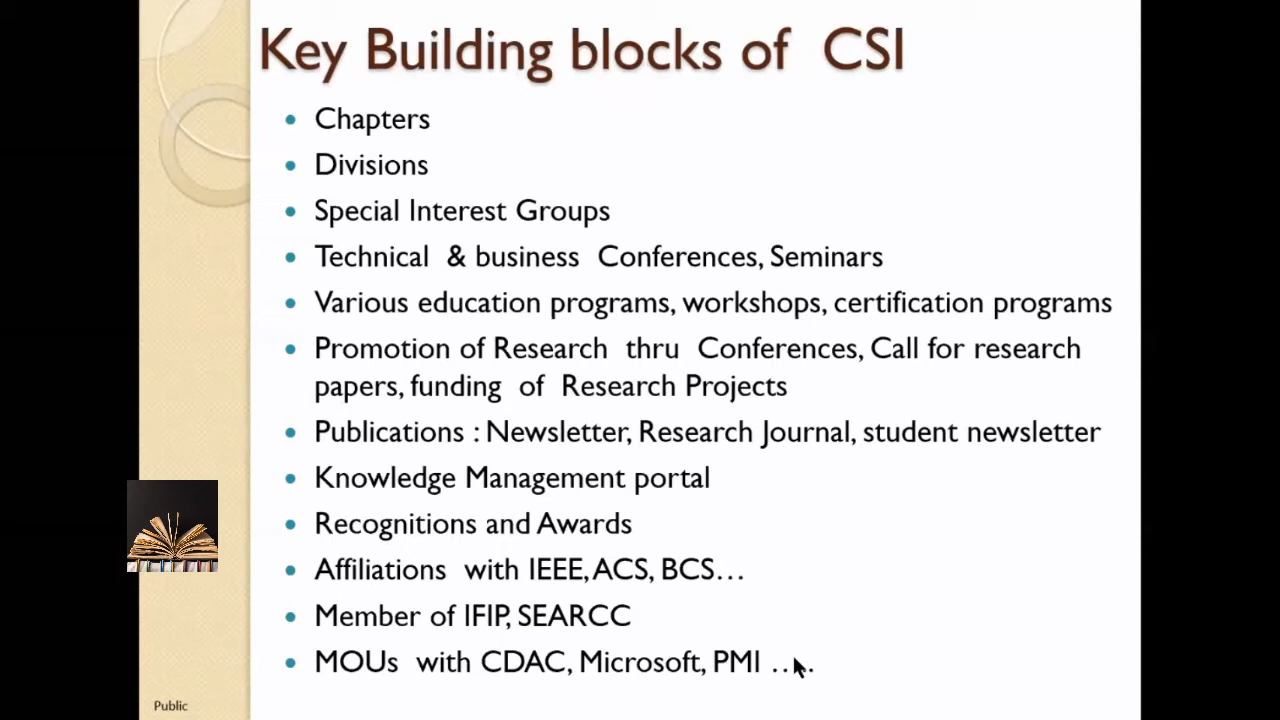 Key Building blocks of CSI
• Chapters
• Divisions
• Special Interest Groups
• Technical & business Conferences, Seminars
• Various education programs, workshops, certification programs
• Promotion of Research thru Conferences, Call for research
papers, funding of Research Projects
• Publications : Newsletter, Research Journal, student newsletter
• Knowledge Management portal
• Recognitions and Awards
• Affiliations with IEEE, ACS, BCS...
• Member of IFIP, SEARCC
• MOUs with CDAC, Microsoft, PMI .....
Public